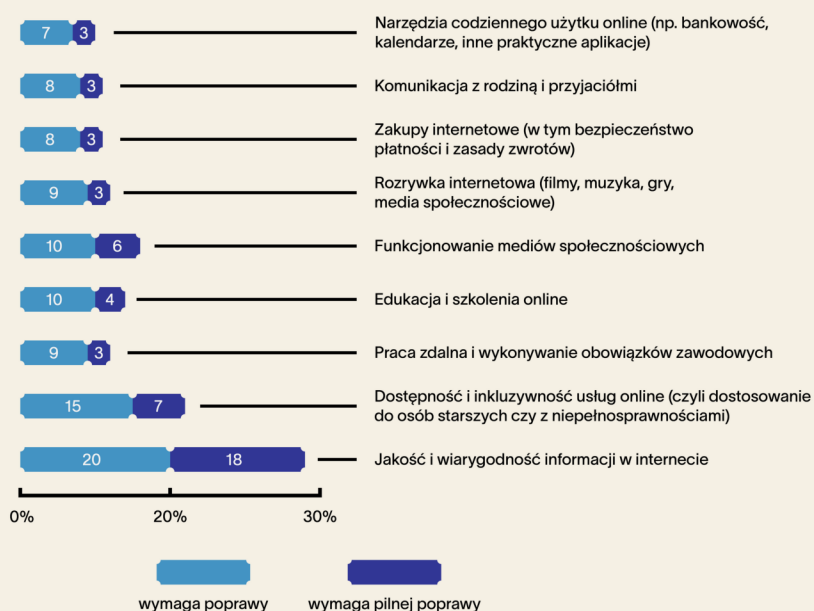 7 3 Narzędzia codziennego użytku online (np. bankowość,
kalendarze, inne praktyczne aplikacje)
8 3 Komunikacja z rodziną i przyjaciółmi
8 3 Zakupy internetowe (w tym bezpieczeństwo
płatności i zasady zwrotów)
9 3 Rozrywka internetowa (filmy, muzyka, gry,
media społecznościowe)
10 6 Funkcjonowanie mediów społecznościowych
10 4 Edukacja i szkolenia online
9 3 Praca zdalna i wykonywanie obowiązków zawodowych
15 7 Dostępność i inkluzywność usług online (czyli dostosowanie
do osób starszych czy z niepełnosprawnościami)
20 18 Jakość i wiarygodność informacji w internecie
0% 20% 30%
wymaga poprawy wymaga pilnej poprawy